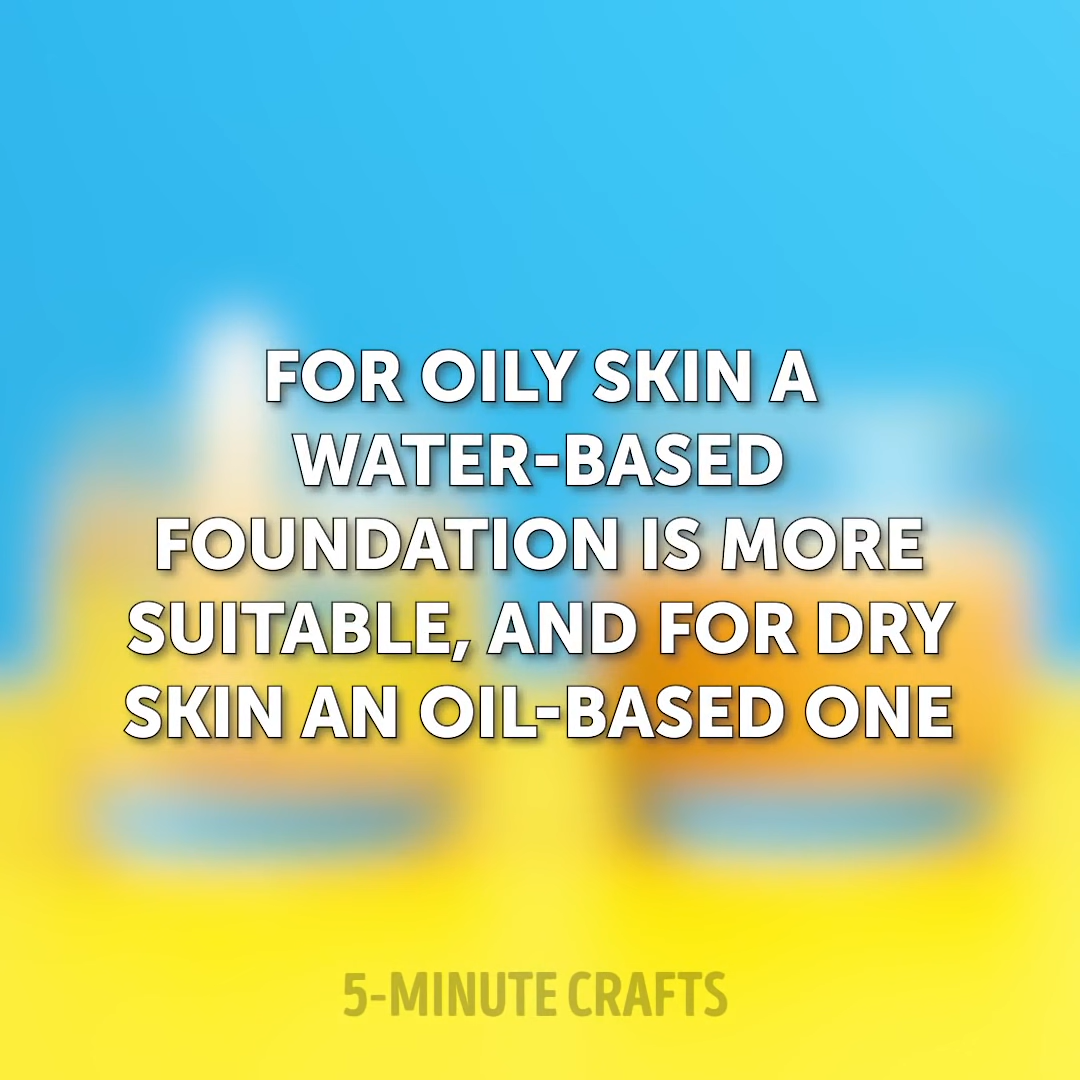 FOR OILY SKIN A
WATER-BASED
FOUNDATION IS MORE
SUITABLE, AND FOR DRY
SKIN AN OIL-BASED ONE
5-MINUTE CRAFTS